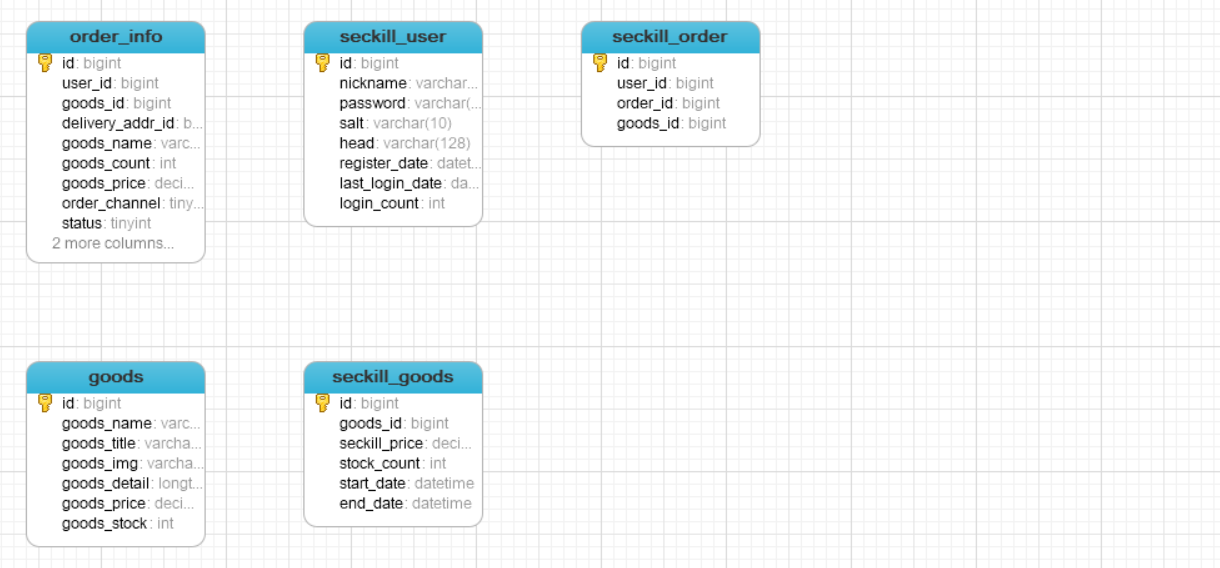 order_info
id: bigint
user_id: bigint
goods_id: bigint
delivery_addr_id: b...
goods_name: varc...
goods_count: int
goods_price: deci...
order_channel: tiny...
status: tinyint
2 more columns...
seckill_user
id: bigint
nickname: varchar...
password: varchar(...
salt: varchar(10)
head: varchar(128)
register_date: datet...
last_login_date: da...
login_count: int
seckill_order
id: bigint
user_id: bigint
order_id: bigint
goods_id: bigint
goods
id: bigint
goods_name: varc...
goods_title: varcha...
goods_img: varcha...
goods_detail: longt...
goods_price: deci...
goods_stock: int
seckill_goods
id: bigint
goods_id: bigint
seckill_price: deci...
stock_count: int
start_date: datetime
end_date: datetime